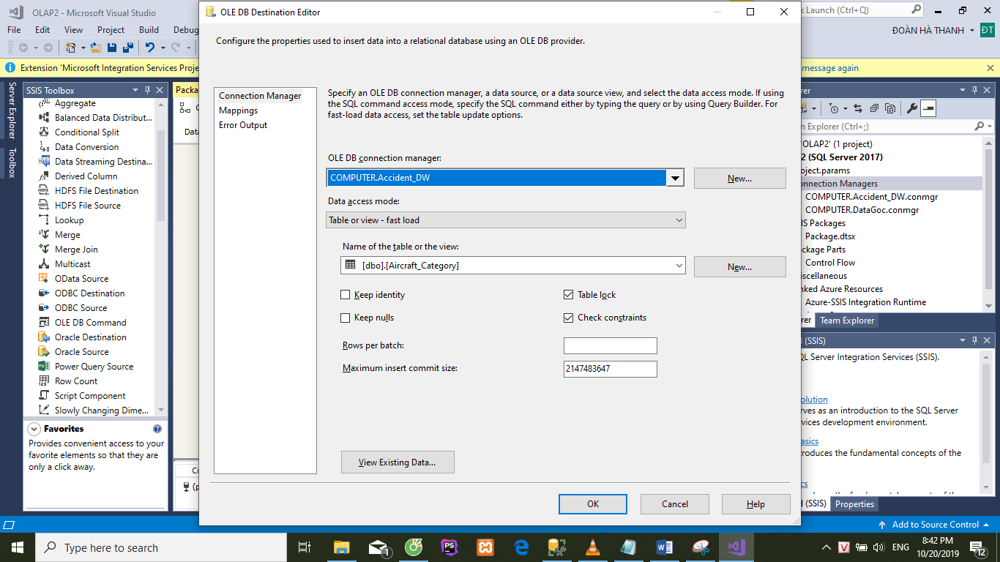 OLAP2 - Microsoft Visual Studio
OLE DB Destination Editor
Launch (Ctrl+Q)
File Edit View Project Build Debug
ĐOÀN HÀ THANH ĐT
Configure the properties used to insert data into a relational database using an OLE DB provider.
Extension 'Microsoft Integration Services Proje
message again
Server Explorer
Toolbox
SSIS Toolbox
Aggregate
Balanced Data Distribut...
Conditional Split
Data Conversion
Data Streaming Destina...
Derived Column
HDFS File Destination
HDFS File Source
Lookup
Merge
Merge Join
Multicast
OData Source
ODBC Destination
ODBC Source
OLE DB Command
Oracle Destination
Oracle Source
Power Query Source
Row Count
Script Component
Slowly Changing Dime...
Favorites
Provides convenient access to your
favorite elements so that they are
only a click away.
Packa
C
Data
Co
(p
Connection Manager
Mappings
Error Output
Specify an OLE DB connection manager, a data source, or a data source view, and select the data access mode. If using
the SQL command access mode, specify the SQL command either by typing the query or by using Query Builder. For
fast-load data access, set the table update options.
OLE DB connection manager:
COMPUTER.Accident_DW
New...
Data access mode:
Table or view - fast load
Name of the table or the view:
[dbo].[Aircraft_Category]
New...
Keep identity
Table lock
Keep nulls
Check constraints
Rows per batch:
Maximum insert commit size:
2147483647
View Existing Data...
OK
Cancel
Help
rer
n Explorer (Ctrl+;)
'OLAP2' (1 project)
2 (SQL Server 2017)
oject.params
onnection Managers
COMPUTER.Accident_DW.conmgr
COMPUTER.DataGoc.conmgr
IS Packages
Package.dtsx
ckage Parts
Control Flow
iscellaneous
nked Azure Resources
Azure-SSIS Integration Runtime
rer Team Explorer
d (SSIS)
QL Server Integration Services (SSIS).
olution
rves as an introduction to the SQL Server
vices development environment.
asics
roduces the fundamental concepts of the
cs
d (SSIS) Properties
Add to Source Control
Type here to search
1
PS
ENG
8:42 PM
10/20/2019
12